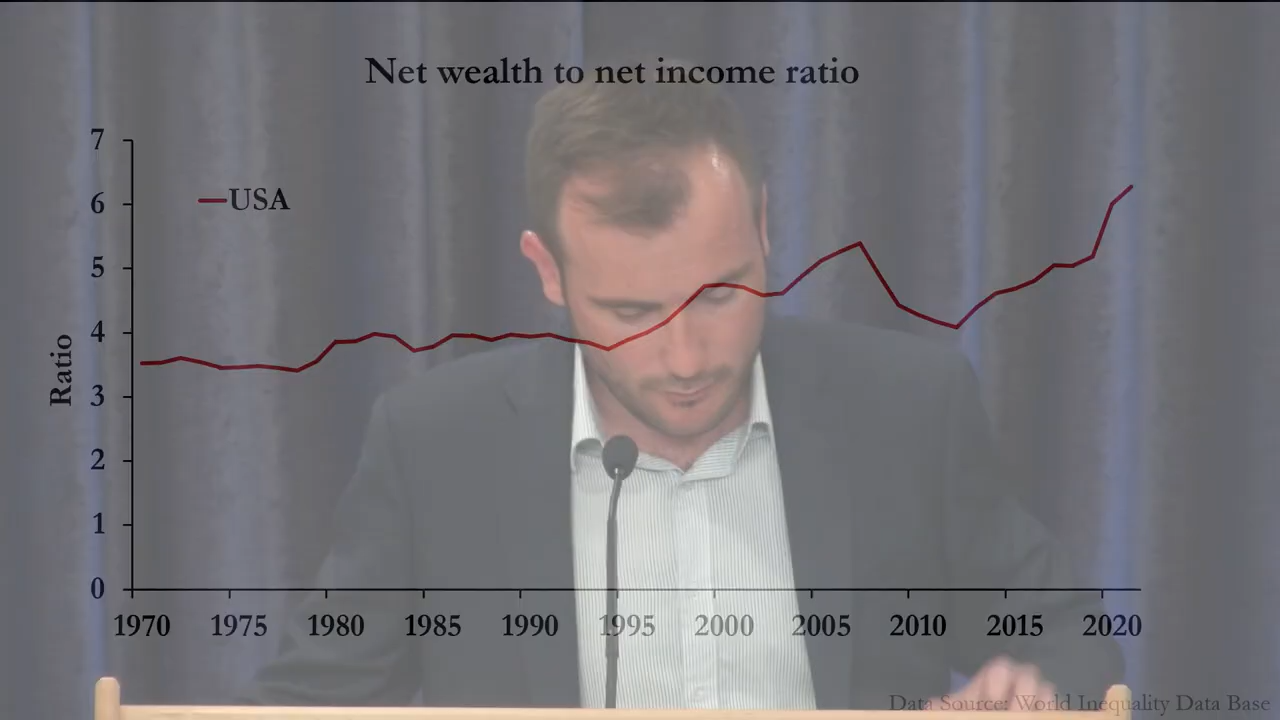 Net wealth to net income ratio
7
USA
6
5
4
Ratio
3
2
1
0
1970 1975 1980 1985 1990 1995 2000 2005 2010 2015 2020
Data Source: World Inequality Data Base